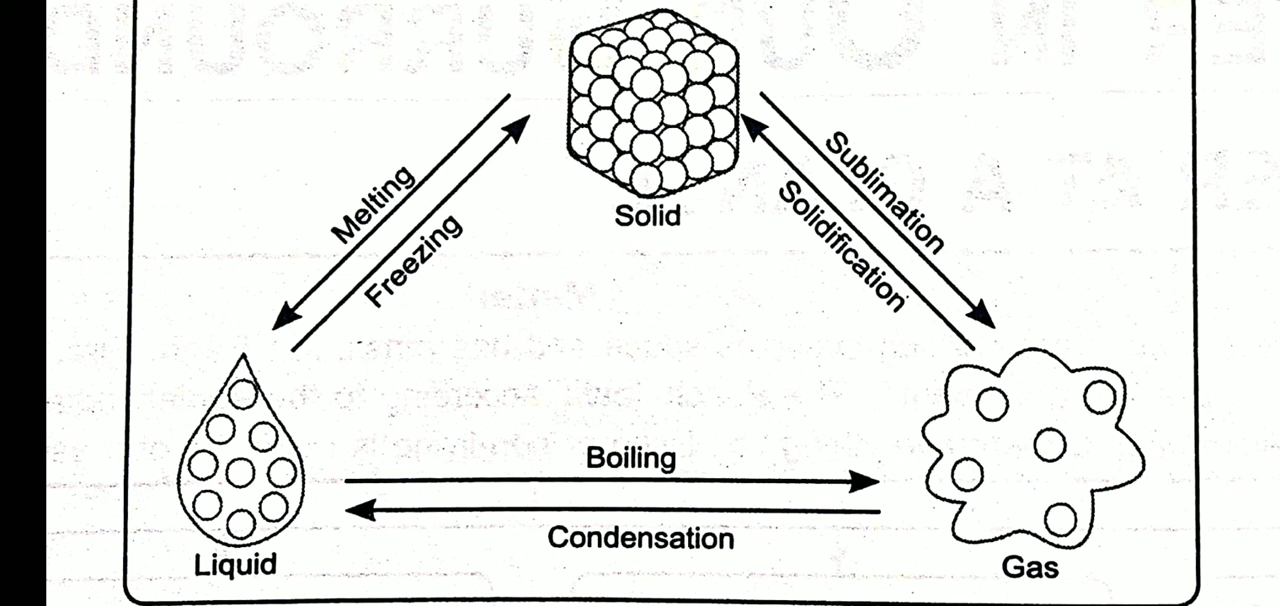 Solid
Melting
Freezing
Sublimation
Solidification
Boiling
Condensation
Liquid
Gas